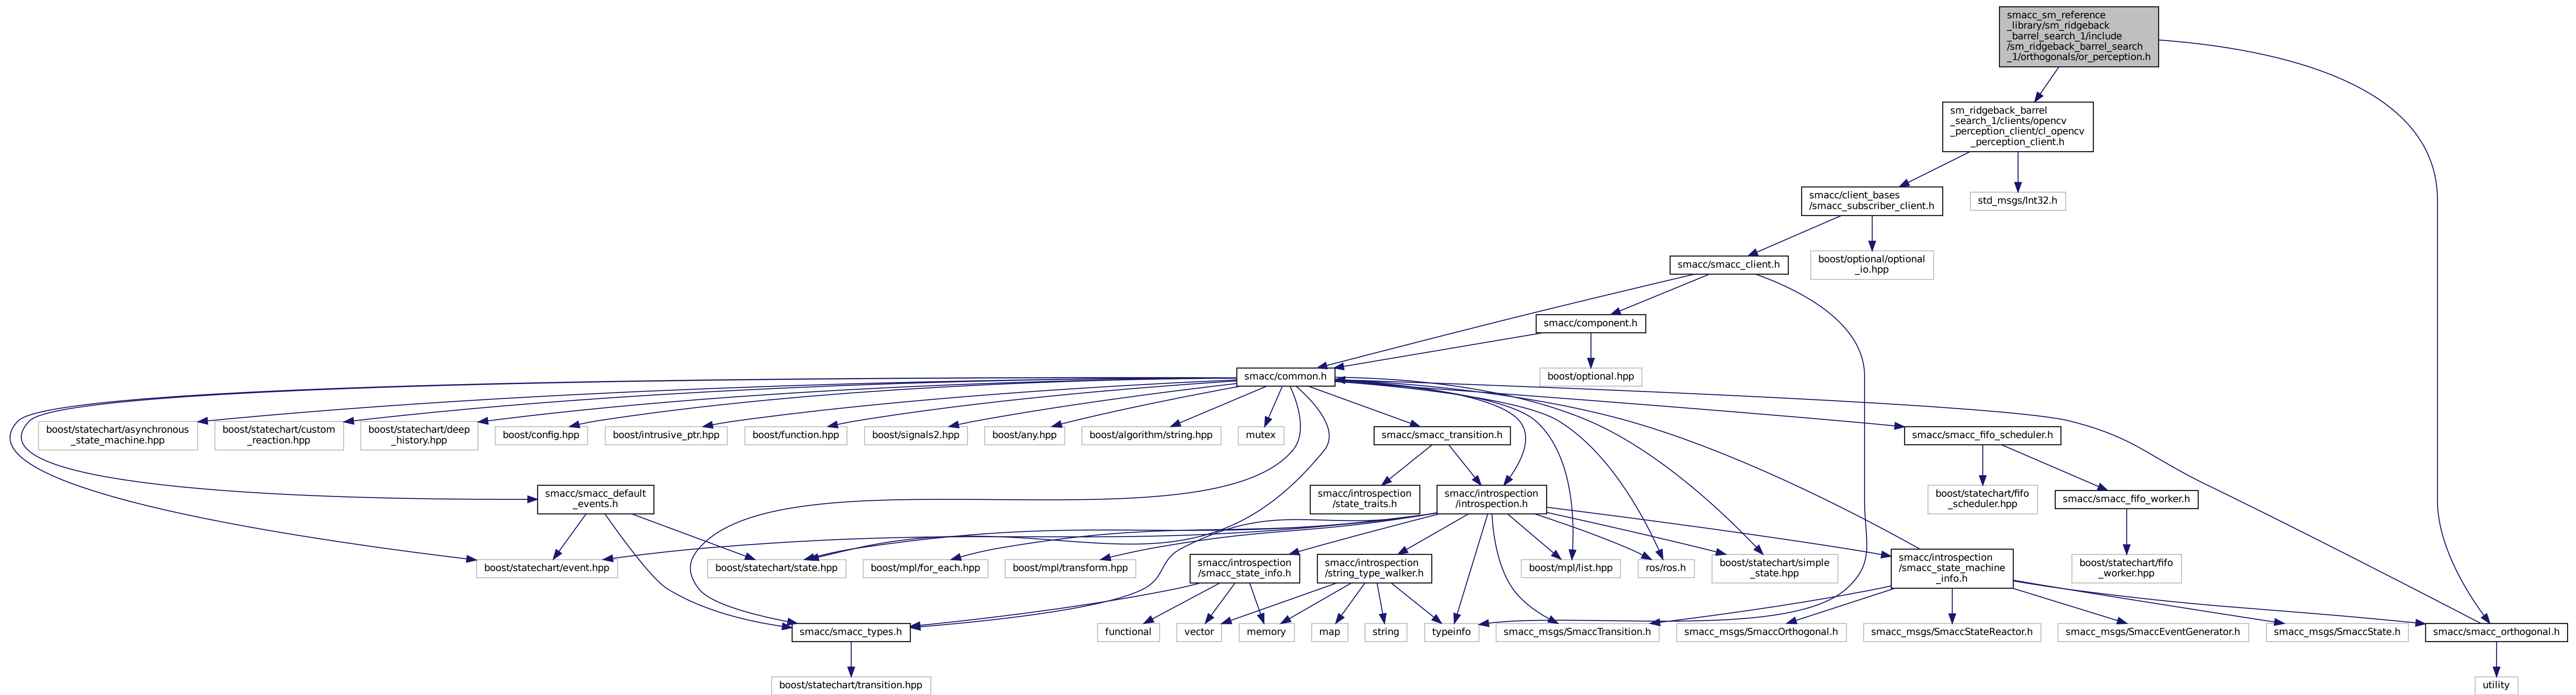 smacc_sm_reference
_library/sm_ridgeback
_barrel_search_1/include
/sm_ridgeback_barrel_search
_1/orthogonals/or_perception.h
sm_ridgeback_barrel
_search_1/clients/opencv
_perception_client/cl_opencv
_perception_client.h
smacc/client_bases
/smacc_subscriber_client.h
std_msgs/Int32.h
smacc/smacc_client.h
boost/optional/optional
_io.hpp
smacc/component.h
smacc/common.h
boost/optional.hpp
boost/statechart/asynchronous
_state_machine.hpp
boost/statechart/custom
_reaction.hpp
boost/statechart/deep
_history.hpp
boost/config.hpp
boost/intrusive_ptr.hpp
boost/function.hpp
boost/signals2.hpp
boost/any.hpp
boost/algorithm/string.hpp
mutex
smacc/smacc_transition.h
smacc/smacc_fifo_scheduler.h
smacc/smacc_default
_events.h
smacc/introspection
/state_traits.h
smacc/introspection
/introspection.h
boost/statechart/fifo
_scheduler.hpp
smacc/smacc_fifo_worker.h
boost/statechart/event.hpp
boost/statechart/state.hpp
boost/mpl/for_each.hpp
boost/mpl/transform.hpp
smacc/introspection
/smacc_state_info.h
smacc/introspection
/string_type_walker.h
boost/mpl/list.hpp
ros/ros.h
boost/statechart/simple
_state.hpp
smacc/introspection
/smacc_state_machine
_info.h
boost/statechart/fifo
_worker.hpp
smacc/smacc_types.h
functional
vector
memory
map
string
typeinfo
smacc_msgs/SmaccTransition.h
smacc_msgs/SmaccOrthogonal.h
smacc_msgs/SmaccStateReactor.h
smacc_msgs/SmaccEventGenerator.h
smacc_msgs/SmaccState.h
smacc/smacc_orthogonal.h
boost/statechart/transition.hpp
utility